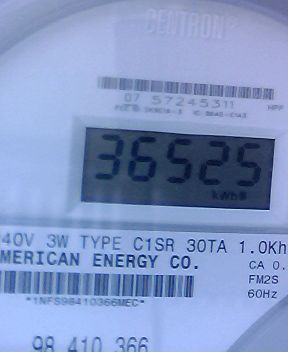 CENTRON®
07 57245311
HPF
36525
kWh
40V 3W TYPE C1SR 30TA 1.0Kh
MERICAN ENERGY CO.
CA 0.
FM2S
*1NFS98410366MEC*
60Hz
98 410 366